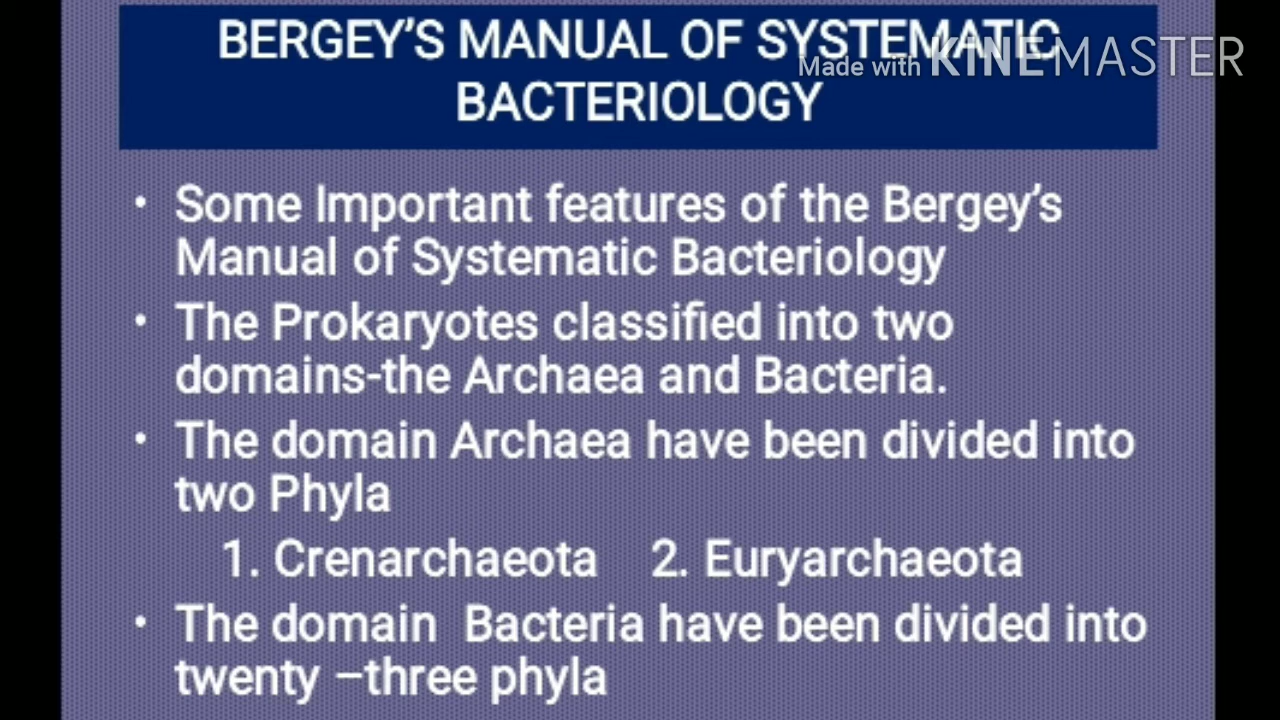 BERGEY’S MANUAL OF SYSTEMATIC
Made with KINEMASTER
BACTERIOLOGY
• Some Important features of the Bergey’s
Manual of Systematic Bacteriology
• The Prokaryotes classified into two
domains-the Archaea and Bacteria.
• The domain Archaea have been divided into
two Phyla
1. Crenarchaeota 2. Euryarchaeota
• The domain Bacteria have been divided into
twenty –three phyla